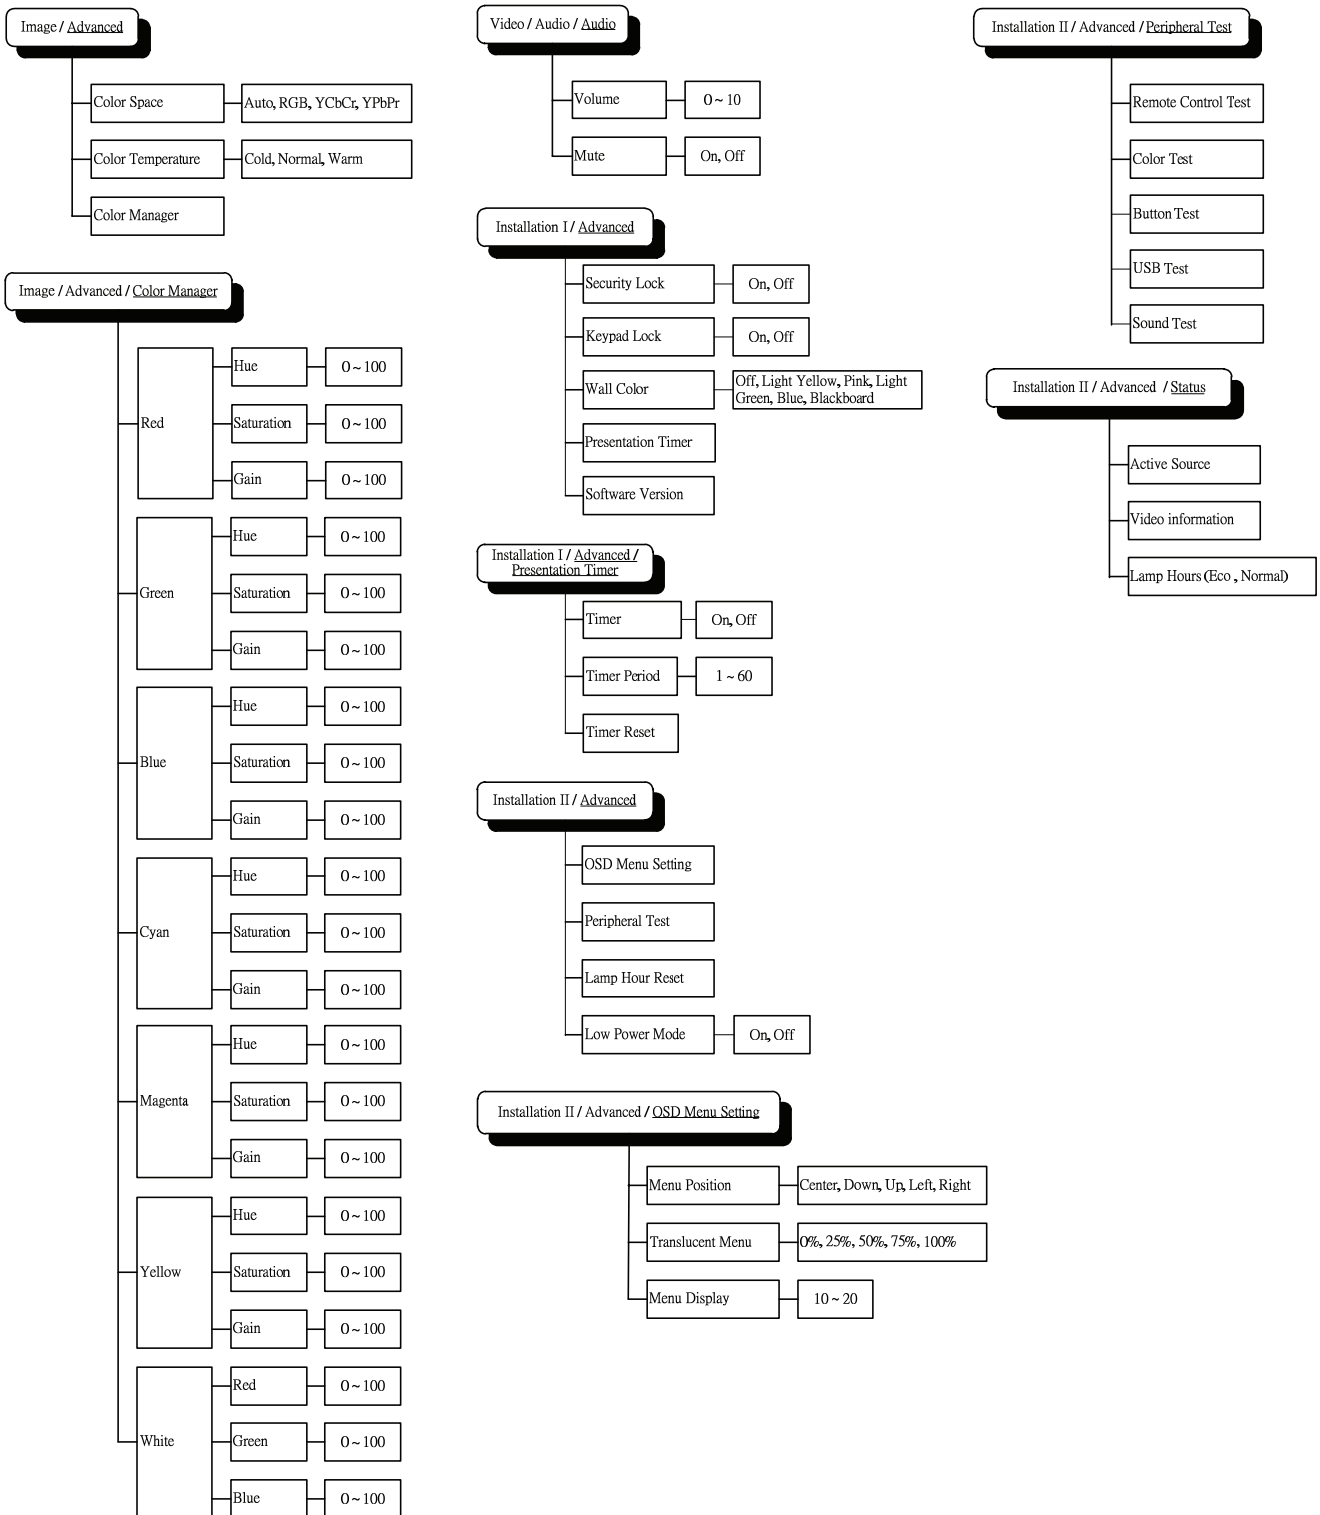 Image / Advanced
Color Space
Auto, RGB, YCbCr, YPbPr
Color Temperature
Cold, Normal, Warm
Color Manager
Image / Advanced / Color Manager
Red
Hue
0 ~ 100
Saturation
0 ~ 100
Gain
0 ~ 100
Green
Hue
0 ~ 100
Saturation
0 ~ 100
Gain
0 ~ 100
Blue
Hue
0 ~ 100
Saturation
0 ~ 100
Gain
0 ~ 100
Cyan
Hue
0 ~ 100
Saturation
0 ~ 100
Gain
0 ~ 100
Magenta
Hue
0 ~ 100
Saturation
0 ~ 100
Gain
0 ~ 100
Yellow
Hue
0 ~ 100
Saturation
0 ~ 100
Gain
0 ~ 100
White
Red
0 ~ 100
Green
0 ~ 100
Blue
0 ~ 100
Video / Audio / Audio
Volume
0 ~ 10
Mute
On, Off
Installation I / Advanced
Security Lock
On, Off
Keypad Lock
On, Off
Wall Color
Off, Light Yellow, Pink, Light
Green, Blue, Blackboard
Presentation Timer
Software Version
Installation I / Advanced /
Presentation Timer
Timer
On, Off
Timer Period
1 ~ 60
Timer Reset
Installation II / Advanced
OSD Menu Setting
Peripheral Test
Lamp Hour Reset
Low Power Mode
On, Off
Installation II / Advanced / OSD Menu Setting
Menu Position
Center, Down, Up, Left, Right
Translucent Menu
0%, 25%, 50%, 75%, 100%
Menu Display
10 ~ 20
Installation II / Advanced / Peripheral Test
Remote Control Test
Color Test
Button Test
USB Test
Sound Test
Installation II / Advanced / Status
Active Source
Video information
Lamp Hours (Eco , Normal)